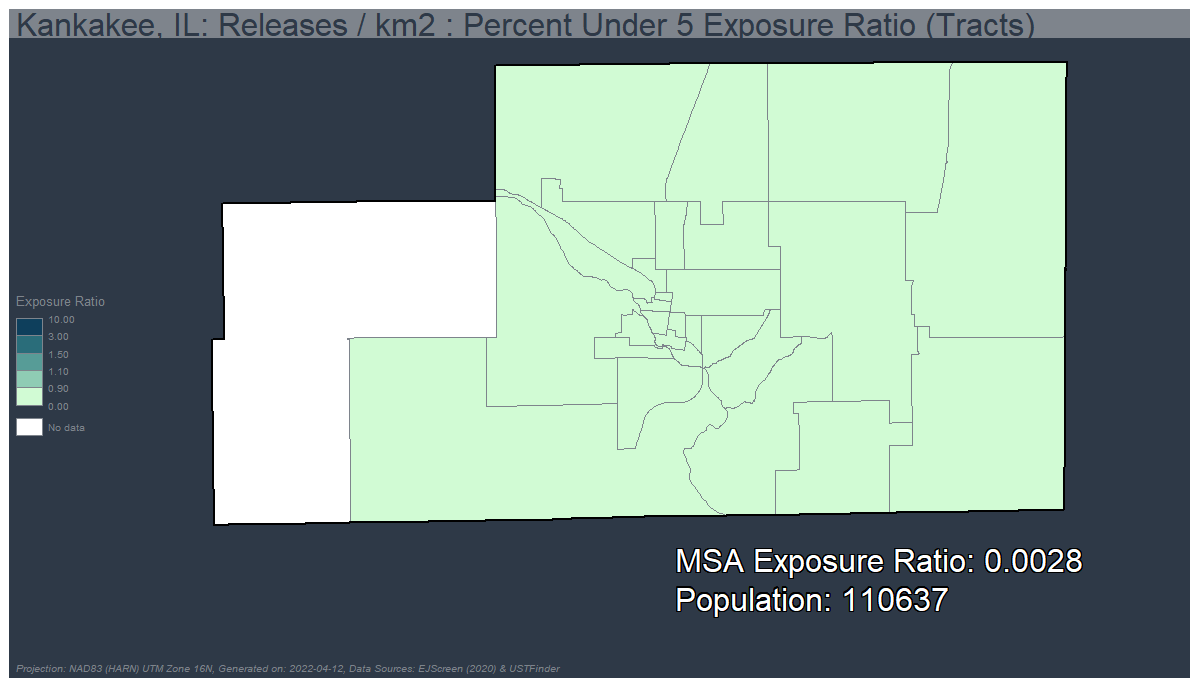 Kankakee, IL: Releases / km2 : Percent Under 5 Exposure Ratio (Tracts)
Exposure Ratio
10.00
3.00
1.50
1.10
0.90
0.00
No data
MSA Exposure Ratio: 0.0028
Population: 110637
Projection: NAD83 (HARN) UTM Zone 16N, Generated on: 2022-04-12, Data Sources: EJScreen (2020) & USTFinder